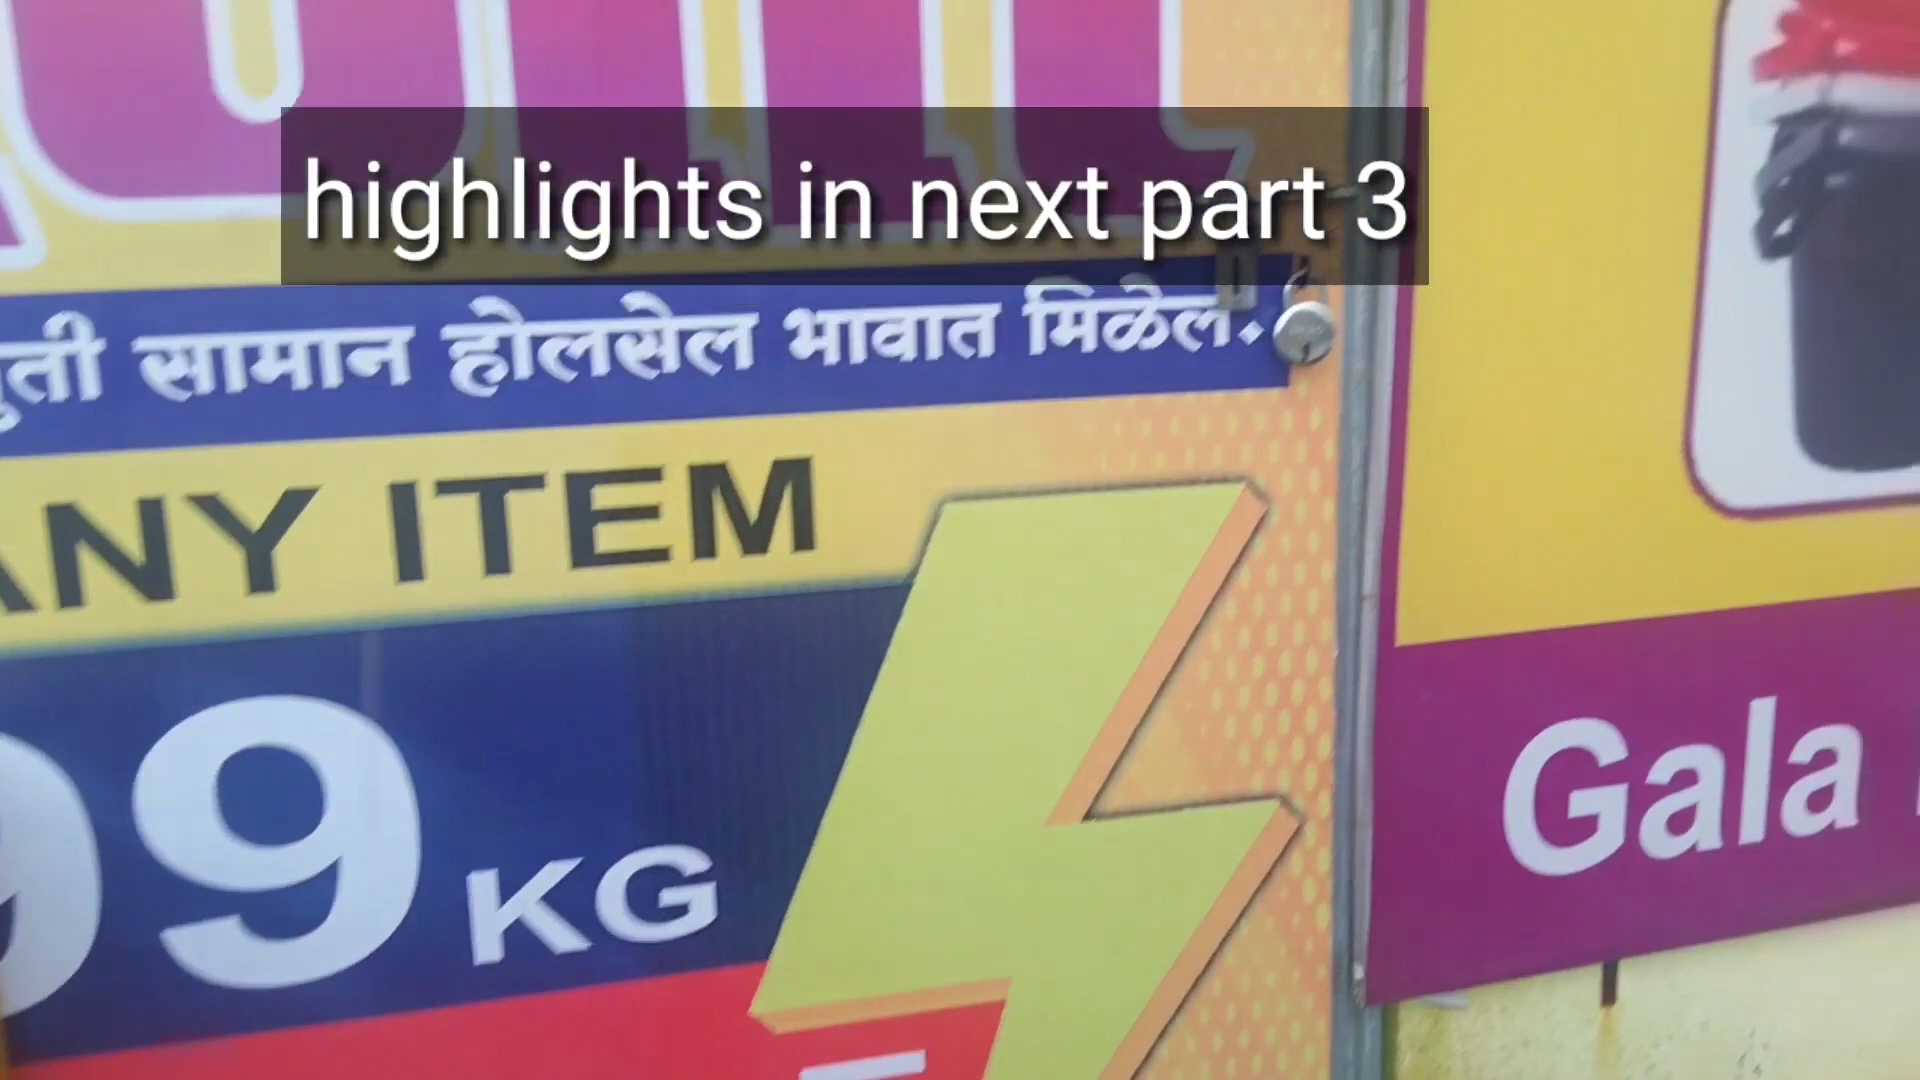 highlights in next part 3
सामान होलसेल भावात मिळेल.
ANY ITEM
99 KG
Gala